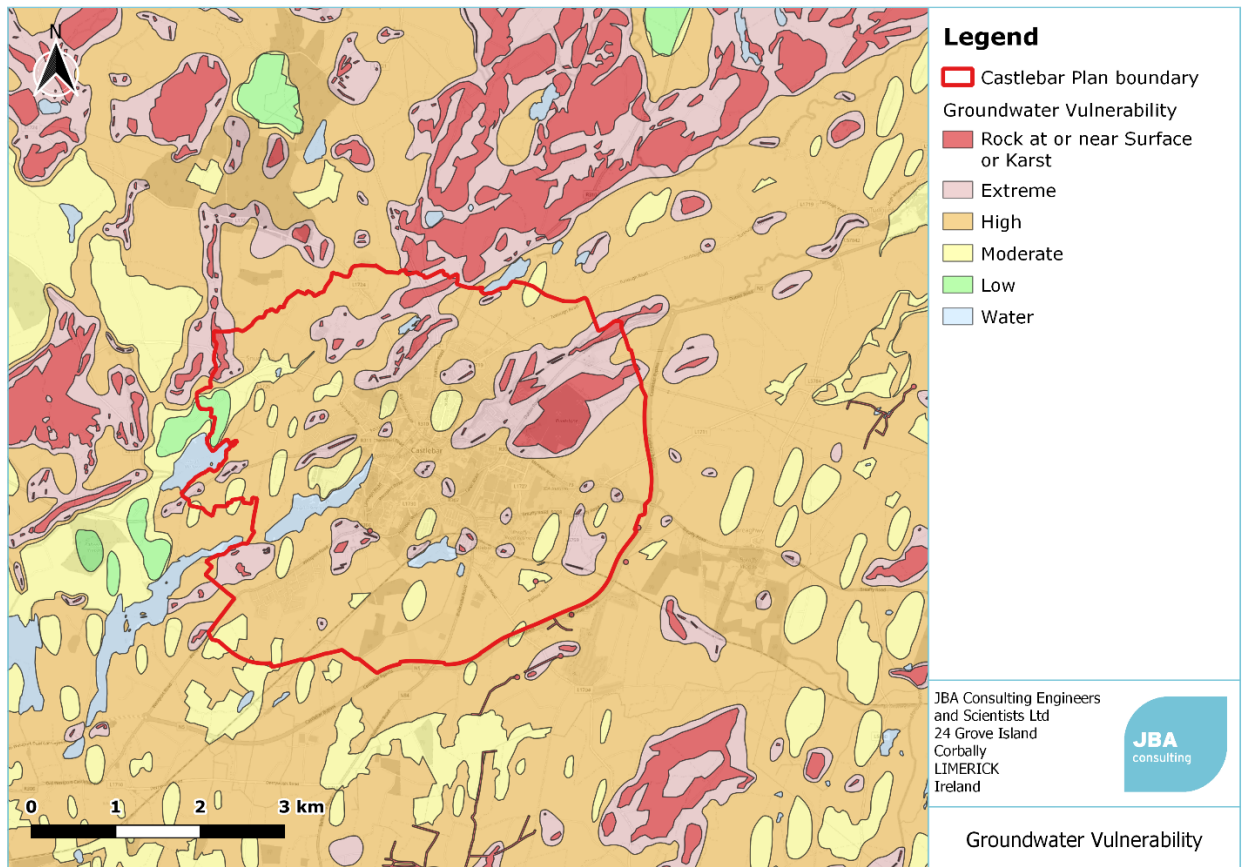 N
Castlebar
0 1 2 3 km
Legend
Castlebar Plan boundary
Groundwater Vulnerability
Rock at or near Surface
or Karst
Extreme
High
Moderate
Low
Water
JBA Consulting Engineers
and Scientists Ltd
24 Grove Island
Corbally
LIMERICK
Ireland
JBA
consulting
Groundwater Vulnerability